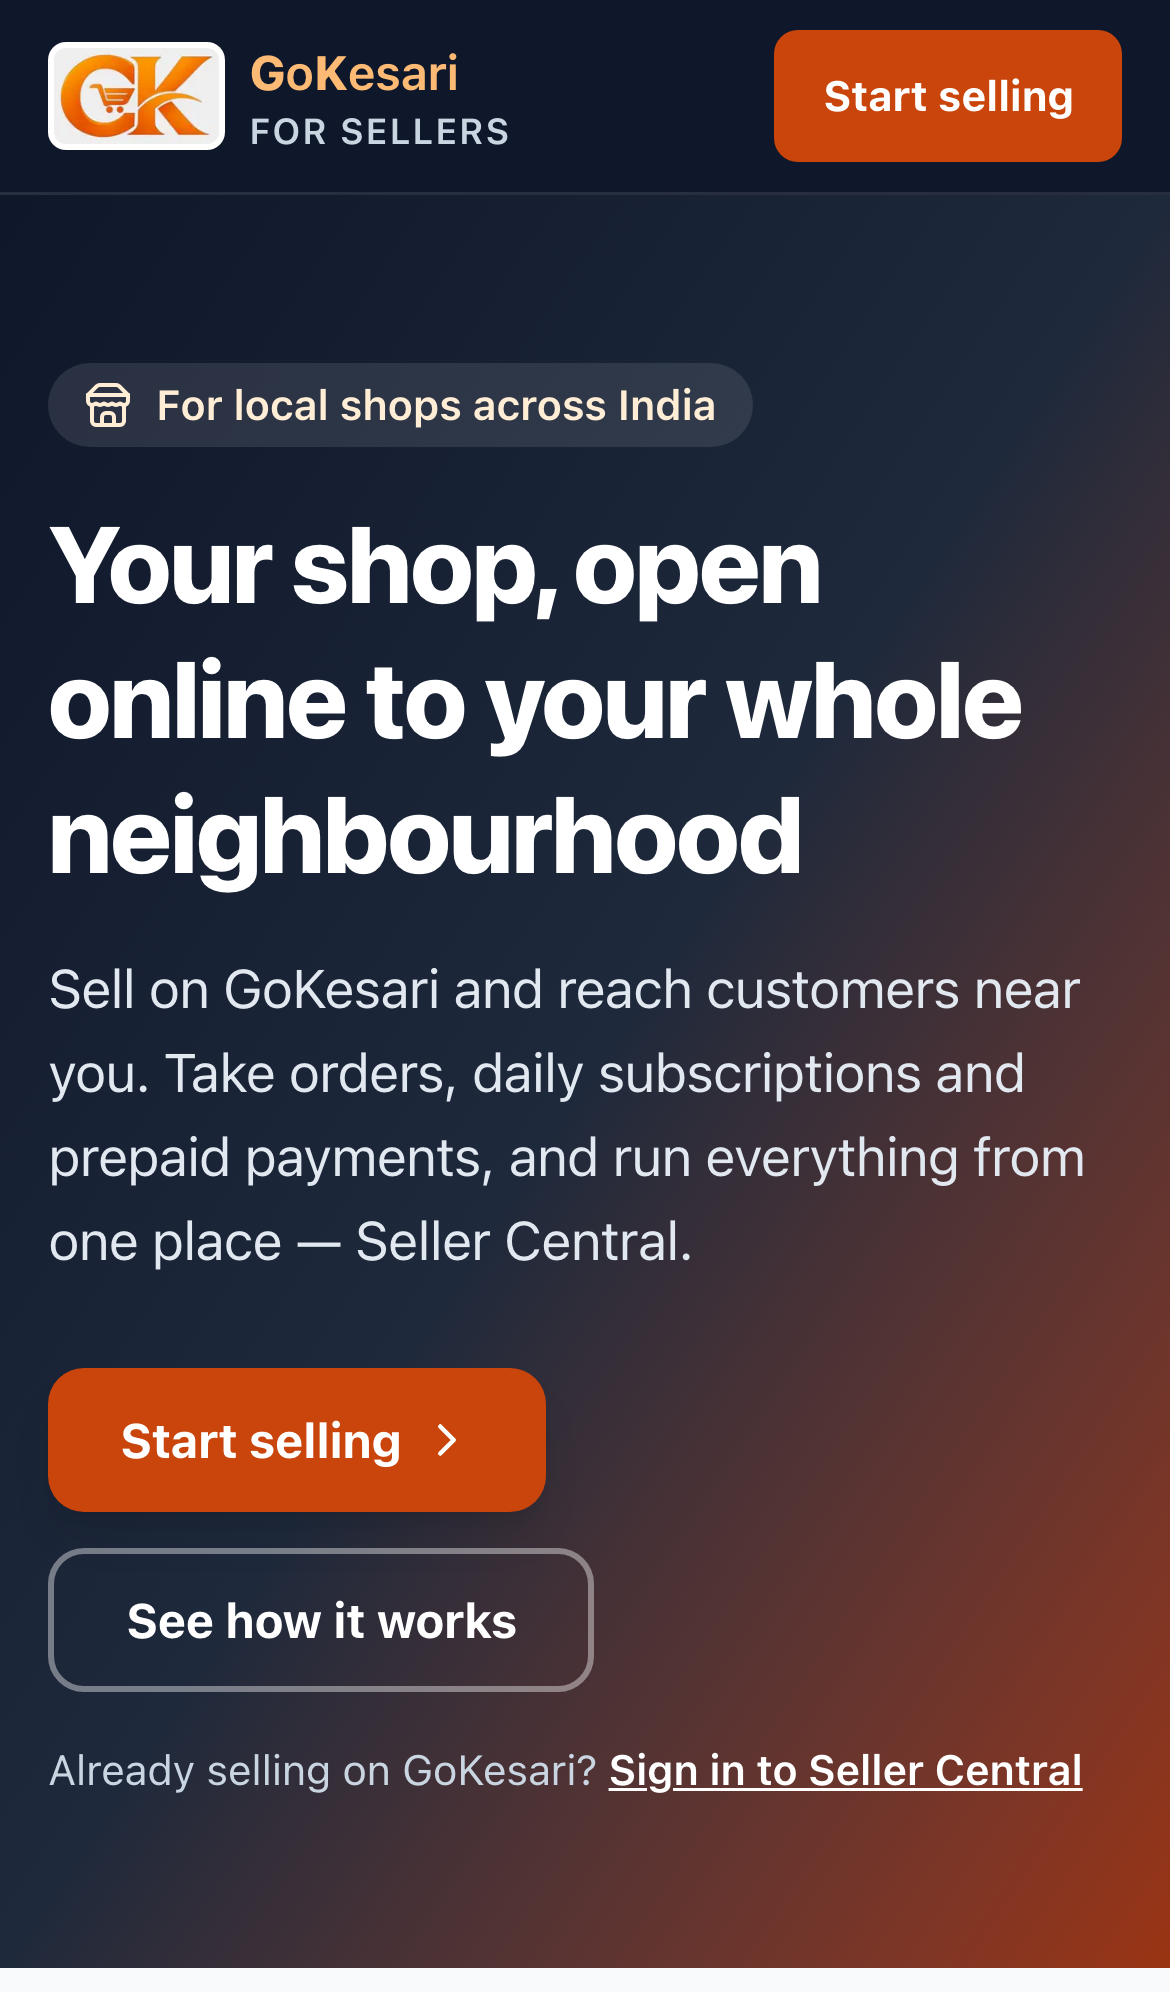 GK
GoKesari
FOR SELLERS
Start selling
For local shops across India
Your shop, open
online to your whole
neighbourhood
Sell on GoKesari and reach customers near
you. Take orders, daily subscriptions and
prepaid payments, and run everything from
one place — Seller Central.
Start selling
See how it works
Already selling on GoKesari? Sign in to Seller Central